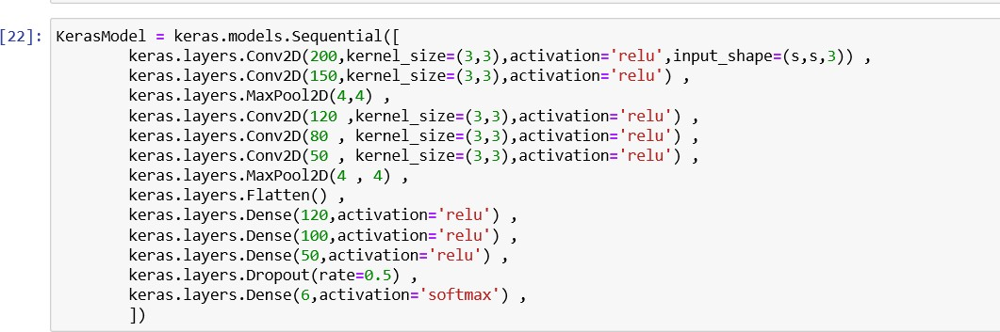 [22]: KerasModel = keras.models.Sequential([
keras.layers.Conv2D(200,kernel_size=(3,3),activation='relu',input_shape=(s,s,3)) ,
keras.layers.Conv2D(150,kernel_size=(3,3),activation='relu') ,
keras.layers.MaxPool2D(4,4) ,
keras.layers.Conv2D(120 ,kernel_size=(3,3),activation='relu') ,
keras.layers.Conv2D(80 , kernel_size=(3,3),activation='relu') ,
keras.layers.Conv2D(50 , kernel_size=(3,3),activation='relu') ,
keras.layers.MaxPool2D(4 , 4) ,
keras.layers.Flatten() ,
keras.layers.Dense(120,activation='relu') ,
keras.layers.Dense(100,activation='relu') ,
keras.layers.Dense(50,activation='relu') ,
keras.layers.Dropout(rate=0.5) ,
keras.layers.Dense(6,activation='softmax') ,
])